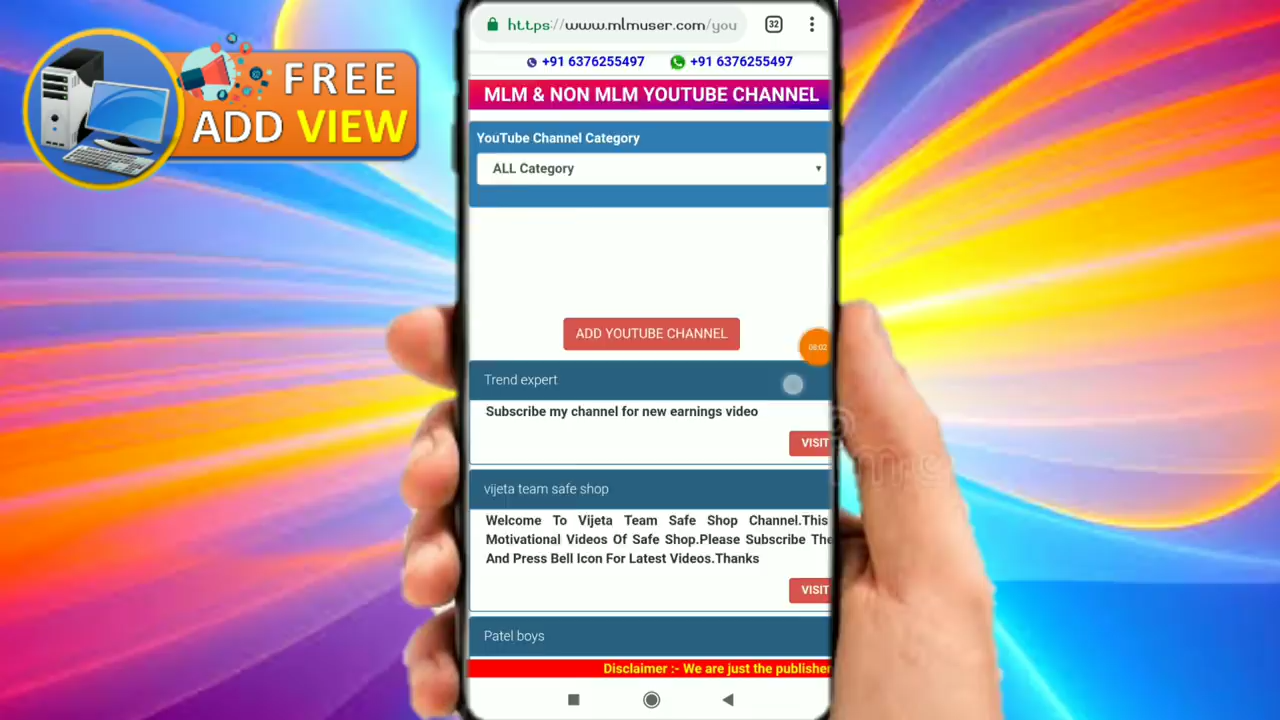 FREE
ADD VIEW
https://www.mlmuser.com/you
32
+91 6376255497 +91 6376255497
MLM & NON MLM YOUTUBE CHANNEL
YouTube Channel Category
ALL Category
ADD YOUTUBE CHANNEL
Trend expert
Subscribe my channel for new earnings video
VISIT
vijeta team safe shop
Welcome To Vijeta Team Safe Shop Channel.This
Motivational Videos Of Safe Shop.Please Subscribe The
And Press Bell Icon For Latest Videos.Thanks
VISIT
Patel boys
Disclaimer :- We are just the publisher